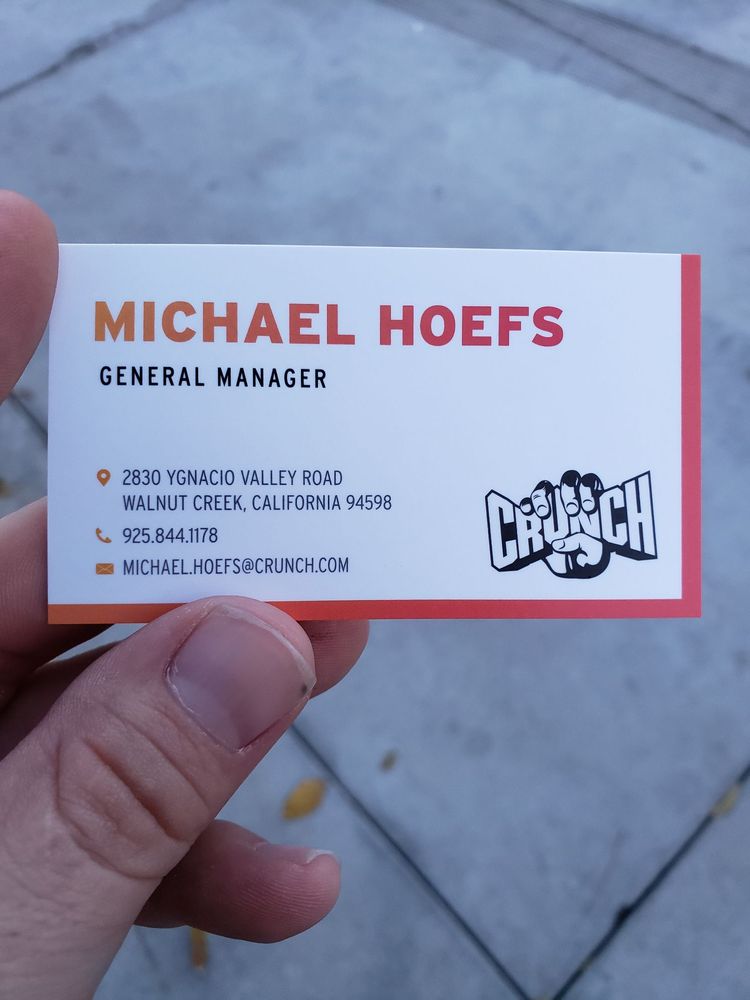 MICHAEL HOEFS
GENERAL MANAGER
2830 YGNACIO VALLEY ROAD
WALNUT CREEK, CALIFORNIA 94598
925.844.1178
MICHAEL.HOEFS@CRUNCH.COM
CRUNCH